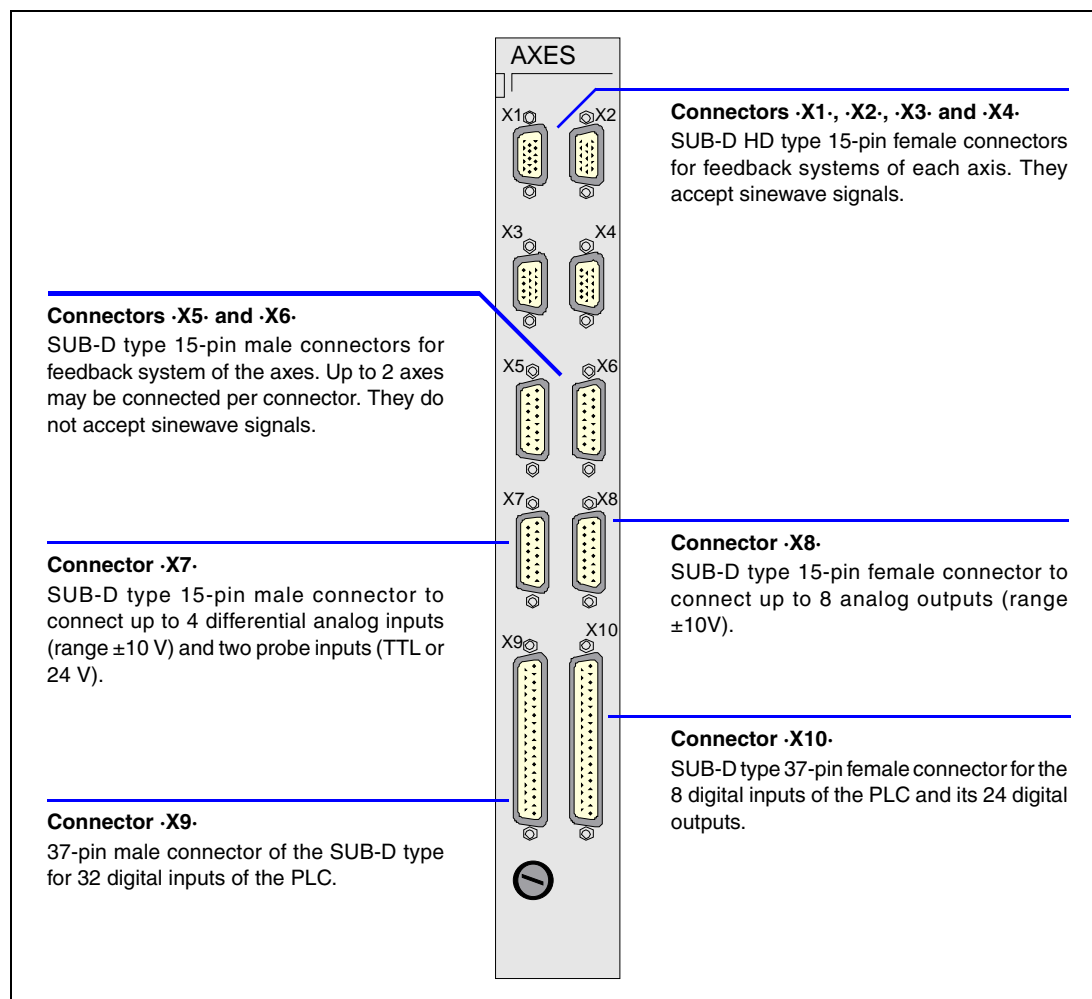 AXES
X1
X2
X3
X4
X5
X6
X7
X8
X9
X10
Connectors ·X1·, ·X2·, ·X3· and ·X4·
SUB-D HD type 15-pin female connectors
for feedback systems of each axis. They
accept sinewave signals.
Connectors ·X5· and ·X6·
SUB-D type 15-pin male connectors for
feedback system of the axes. Up to 2 axes
may be connected per connector. They do
not accept sinewave signals.
Connector ·X7·
SUB-D type 15-pin male connector to
connect up to 4 differential analog inputs
(range ±10 V) and two probe inputs (TTL or
24 V).
Connector ·X8·
SUB-D type 15-pin female connector to
connect up to 8 analog outputs (range
±10V).
Connector ·X9·
37-pin male connector of the SUB-D type
for 32 digital inputs of the PLC.
Connector ·X10·
SUB-D type 37-pin female connector for the
8 digital inputs of the PLC and its 24 digital
outputs.